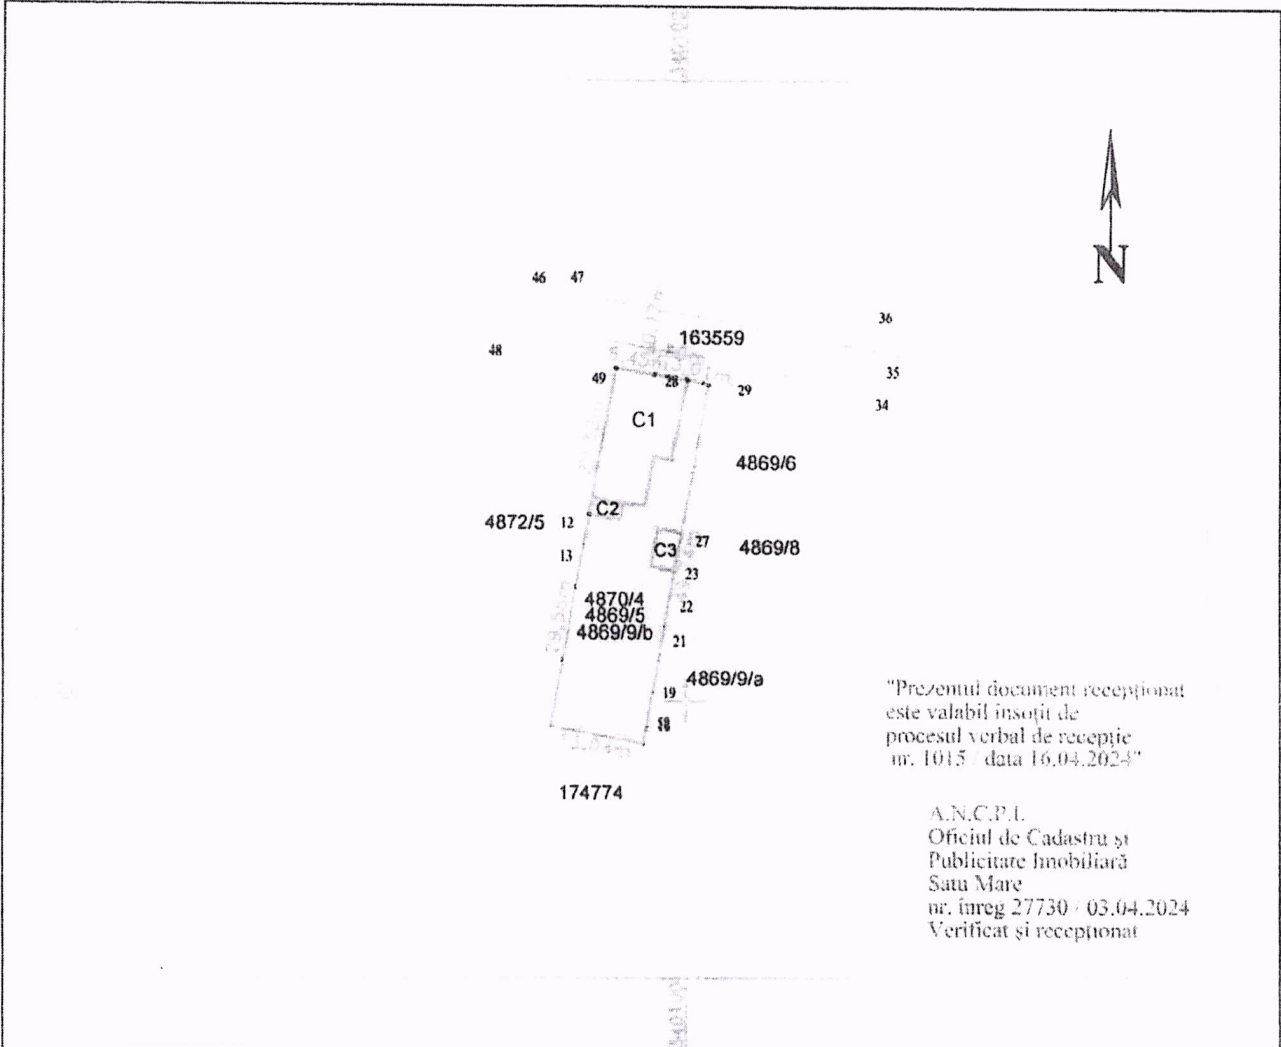 N
46 47
36
163559
48
35
49
28
29
34
C1
4869/6
C2
4872/5 12
27
C3
4869/8
13
23
4870/4
22
4869/5
4869/9/b
21
4869/9/a
19
"Prezentul document recepționat
este valabil însoțit de
procesul verbal de recepție
nr. 1015 / data 16.04.2024"
174774
A.N.C.P.I.
Oficiul de Cadastru și
Publicitate Imobiliară
Satu Mare
nr. înreg 27730 / 03.04.2024
Verificat și recepționat